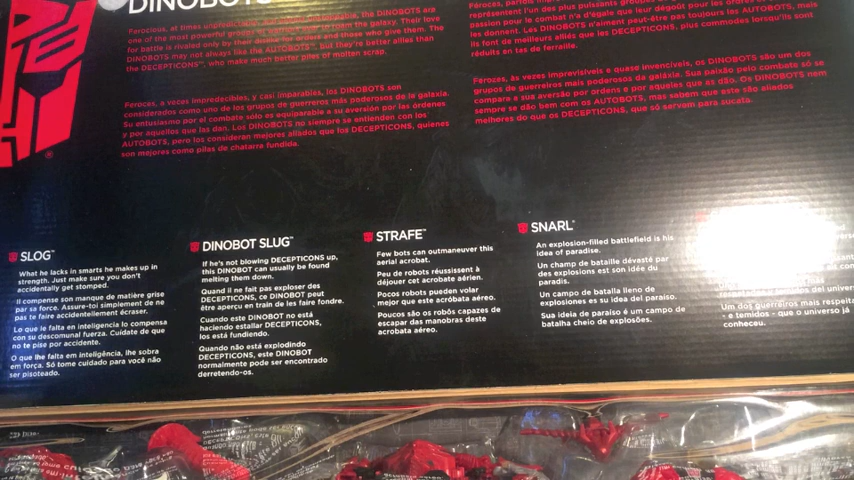 DINOBOTS
Ferocious, at times unpredictable, the DINOBOTS are
one of the most powerful groups in the galaxy. Their love
for battle is rivaled only by their for orders and those who give them. The
DINOBOTS may not always like the AUTOBOTS™, but they're better allies than
the DECEPTICONS™, who make much better piles of molten scrap.
Feroces, a veces impredecibles, y casi imparables, los DINOBOTS son
considerados como uno de los grupos de guerreros más poderosos de la galaxia.
Su entusiasmo por el combate sólo es equiparable a su aversión por las órdenes
y por aquellos que las dan. Los DINOBOTS no siempre se entienden con los
AUTOBOTS, pero los consideran mejores aliados que los DECEPTICONS, quienes
son mejores como pilas de chatarra fundida.
Féroces, parfois
représentent l'un des plus puissants groupes
passion pour le combat n'a d'égale que leur dégoût pour les ordres
les donnent. Les DINOBOTS n'aiment peut-être pas toujours les AUTOBOTS, mais
ils font de meilleurs alliés que les DECEPTICONS, plus commodes lorsqu'ils sont
réduits en tas de ferraille.
Ferozes, às vezes imprevisíveis e quase invencíveis, os DINOBOTS são um dos
grupos de guerreiros mais poderosos da galáxia. Sua paixão pelo combate só se
compara a sua aversão por ordens e por aqueles que as dão. Os DINOBOTS nem
sempre se dão bem com os AUTOBOTS, mas sabem que este são aliados
melhores do que os DECEPTICONS, que só servem para sucata.
SLOG™
What he lacks in smarts he makes up in
strength. Just make sure you don't
accidentally get stomped.
Il compense son manque de matière grise
par sa force. Assure-toi simplement de ne
pas te faire accidentellement écraser.
Lo que le falta en inteligencia lo compensa
con su descomunal fuerza. Cuídate de que
no te pise por accidente.
O que lhe falta em inteligência, lhe sobra
em força. Só tome cuidado para você não
ser pisoteado.
DINOBOT SLUG™
If he's not blowing DECEPTICONS up,
this DINOBOT can usually be found
melting them down.
Quand il ne fait pas exploser des
DECEPTICONS, ce DINOBOT peut
être aperçu en train de les faire fondre.
Cuando este DINOBOT no está
haciendo estallar DECEPTICONS,
los está fundiendo.
Quando não está explodindo
DECEPTICONS, este DINOBOT
normalmente pode ser encontrado
derretendo-os.
STRAFE™
Few bots can outmaneuver this
aerial acrobat.
Peu de robots réussissent à
déjouer cet acrobate aérien.
Pocos robots pueden volar
mejor que este acróbata aéreo.
Poucos são os robôs capazes de
escapar das manobras deste
acrobata aéreo.
SNARL™
An explosion-filled battlefield is his
idea of paradise.
Un champ de bataille dévasté par
des explosions est son idée du
paradis.
Un campo de batalla lleno de
explosiones es su idea del paraíso.
Sua ideia de paraíso é um campo de
batalha cheio de explosões.
Um dos guerreiros mais respeita
- e temidos - que o universo já
conheceu.